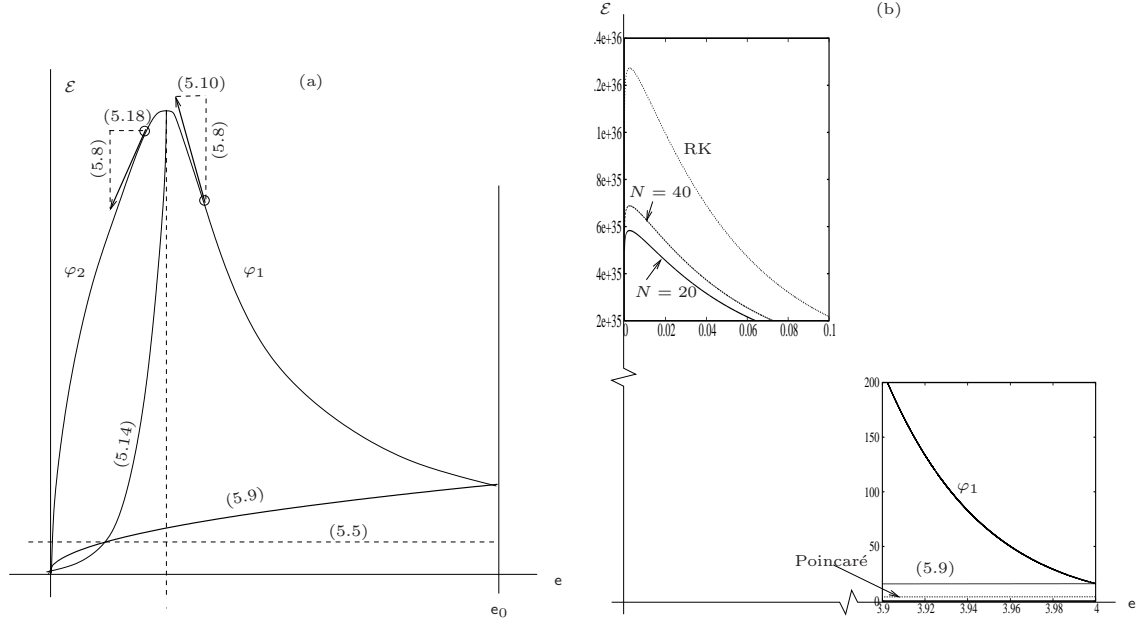 (a)
ℰ
(5.10)
(5.18)
(5.8)
(5.8)
φ₂
φ₁
(5.14)
(5.9)
(5.5)
e
e₀
(b)
ℰ
.4e+36
.2e+36
1e+36
8e+35
6e+35
4e+35
2e+35
RK
N = 40
N = 20
0 0.02 0.04 0.06 0.08 0.1
200
150
100
50
0
φ₁
Poincaré
(5.9)
3.9 3.92 3.94 3.96 3.98 4
e